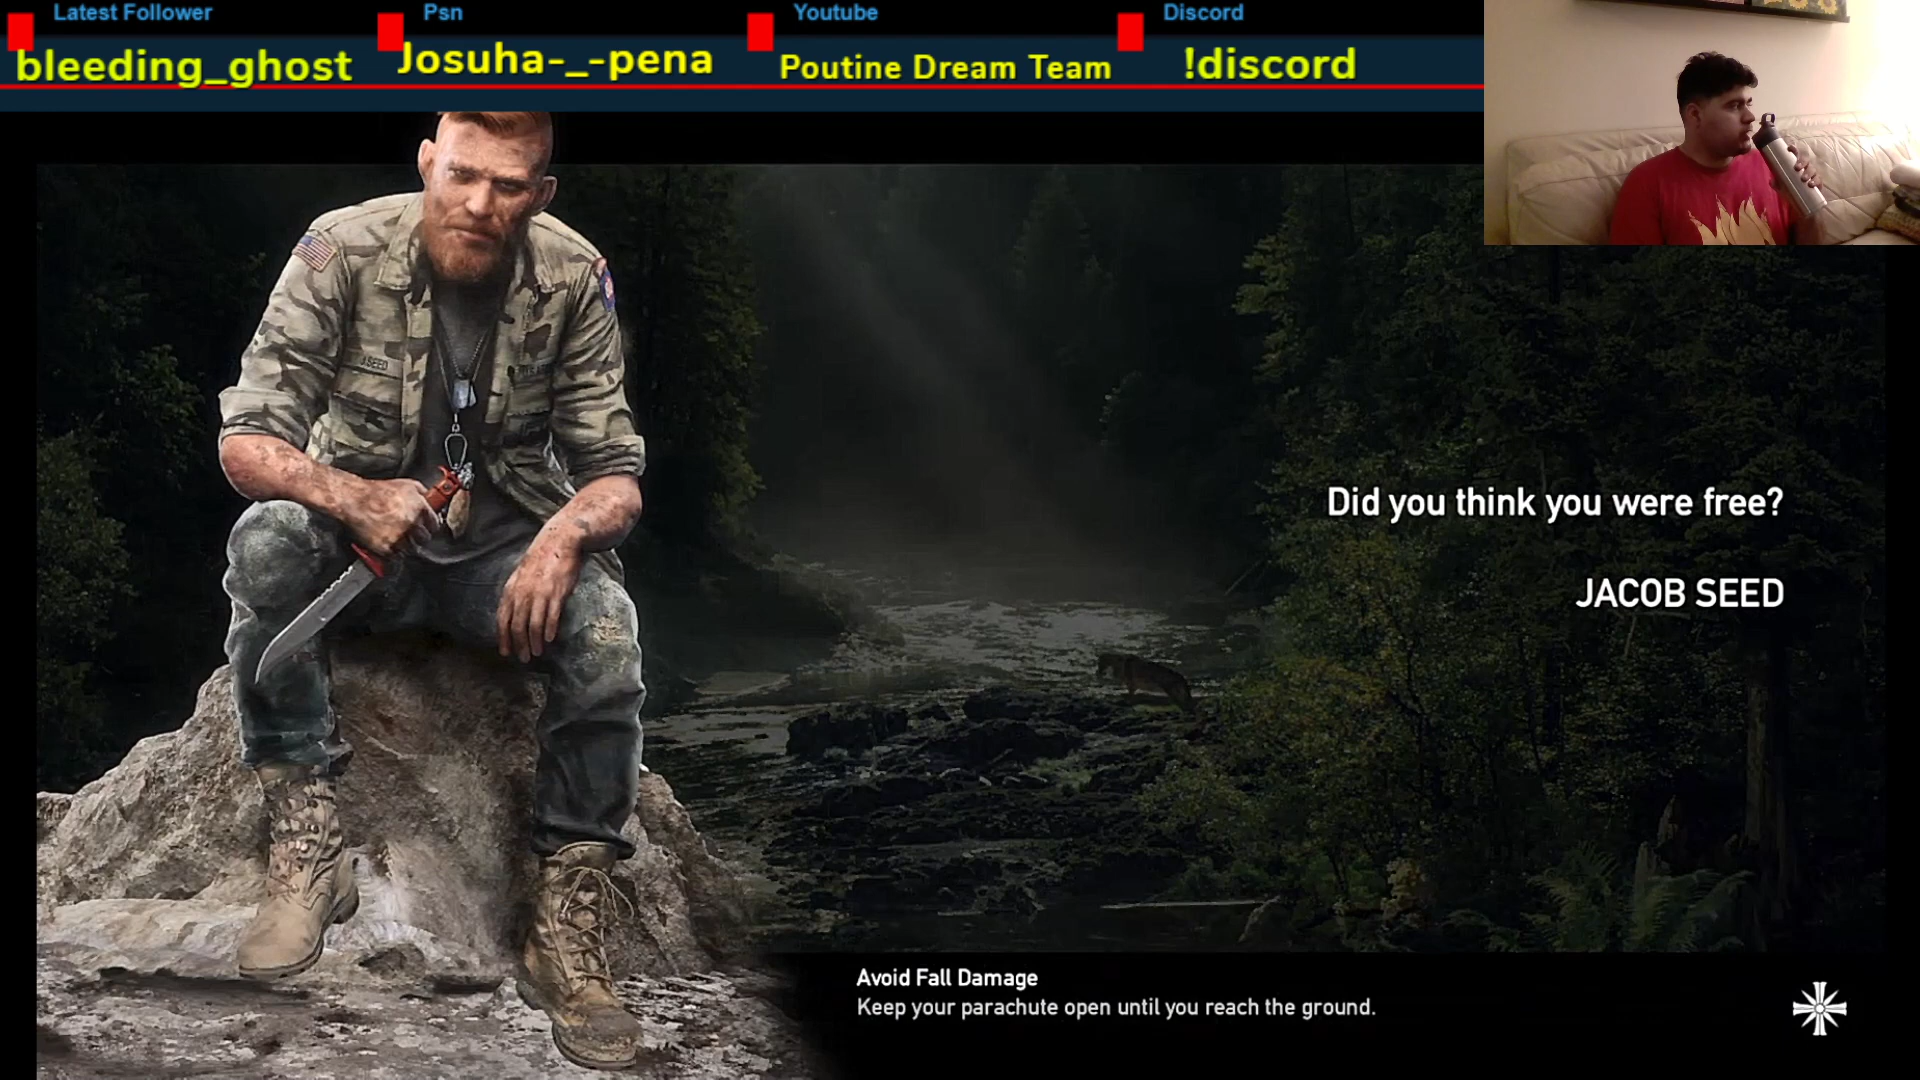 Latest Follower
Psn
Youtube
Discord
bleeding_ghost
Josuha-_-pena
Poutine Dream Team
!discord
J.SEED
Did you think you were free?
JACOB SEED
Avoid Fall Damage
Keep your parachute open until you reach the ground.